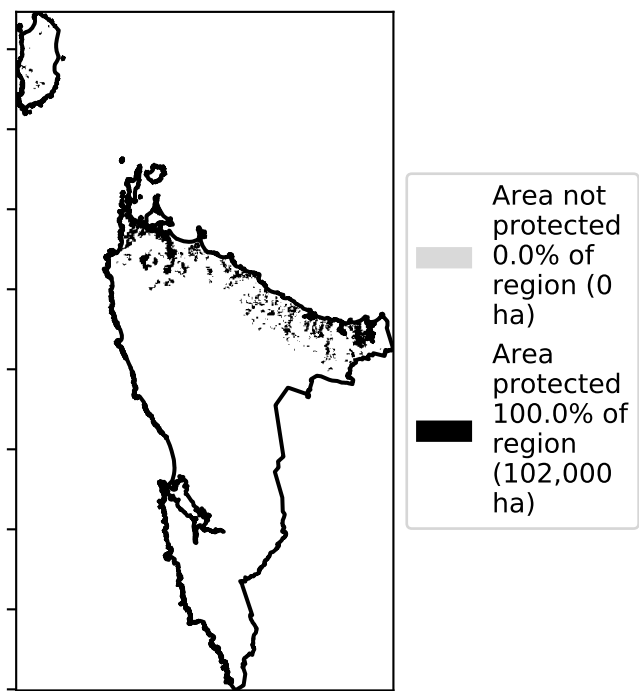 Area not
protected
0.0% of
region (0
ha)
Area
protected
100.0% of
region
(102,000
ha)